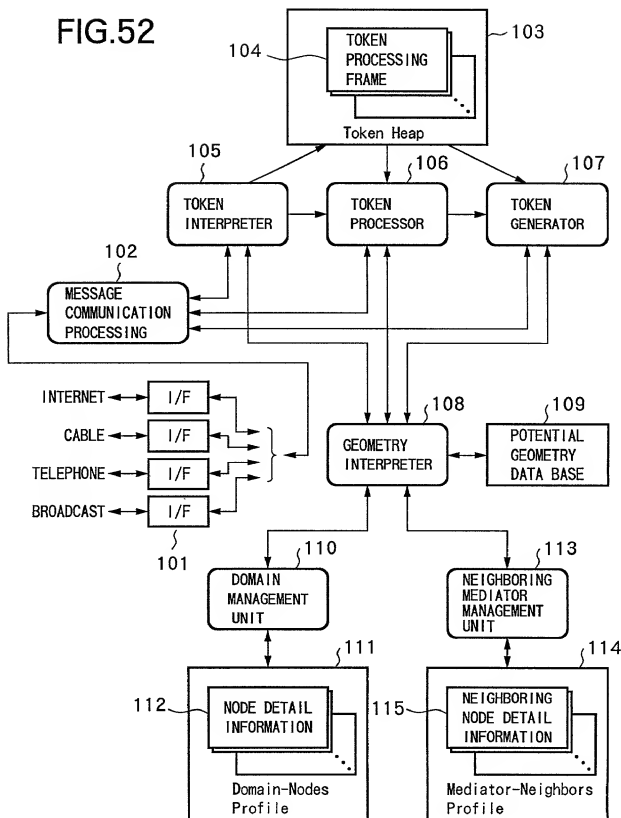 FIG.52
103
104
TOKEN
PROCESSING
FRAME
Token Heap
105
106
107
TOKEN
INTERPRETER
TOKEN
PROCESSOR
TOKEN
GENERATOR
102
MESSAGE
COMMUNICATION
PROCESSING
INTERNET
I/F
CABLE
I/F
TELEPHONE
I/F
BROADCAST
I/F
101
108
GEOMETRY
INTERPRETER
109
POTENTIAL
GEOMETRY
DATA BASE
110
DOMAIN
MANAGEMENT
UNIT
113
NEIGHBORING
MEDIATOR
MANAGEMENT
UNIT
111
112
NODE DETAIL
INFORMATION
Domain-Nodes
Profile
114
115
NEIGHBORING
NODE DETAIL
INFORMATION
Mediator-Neighbors
Profile